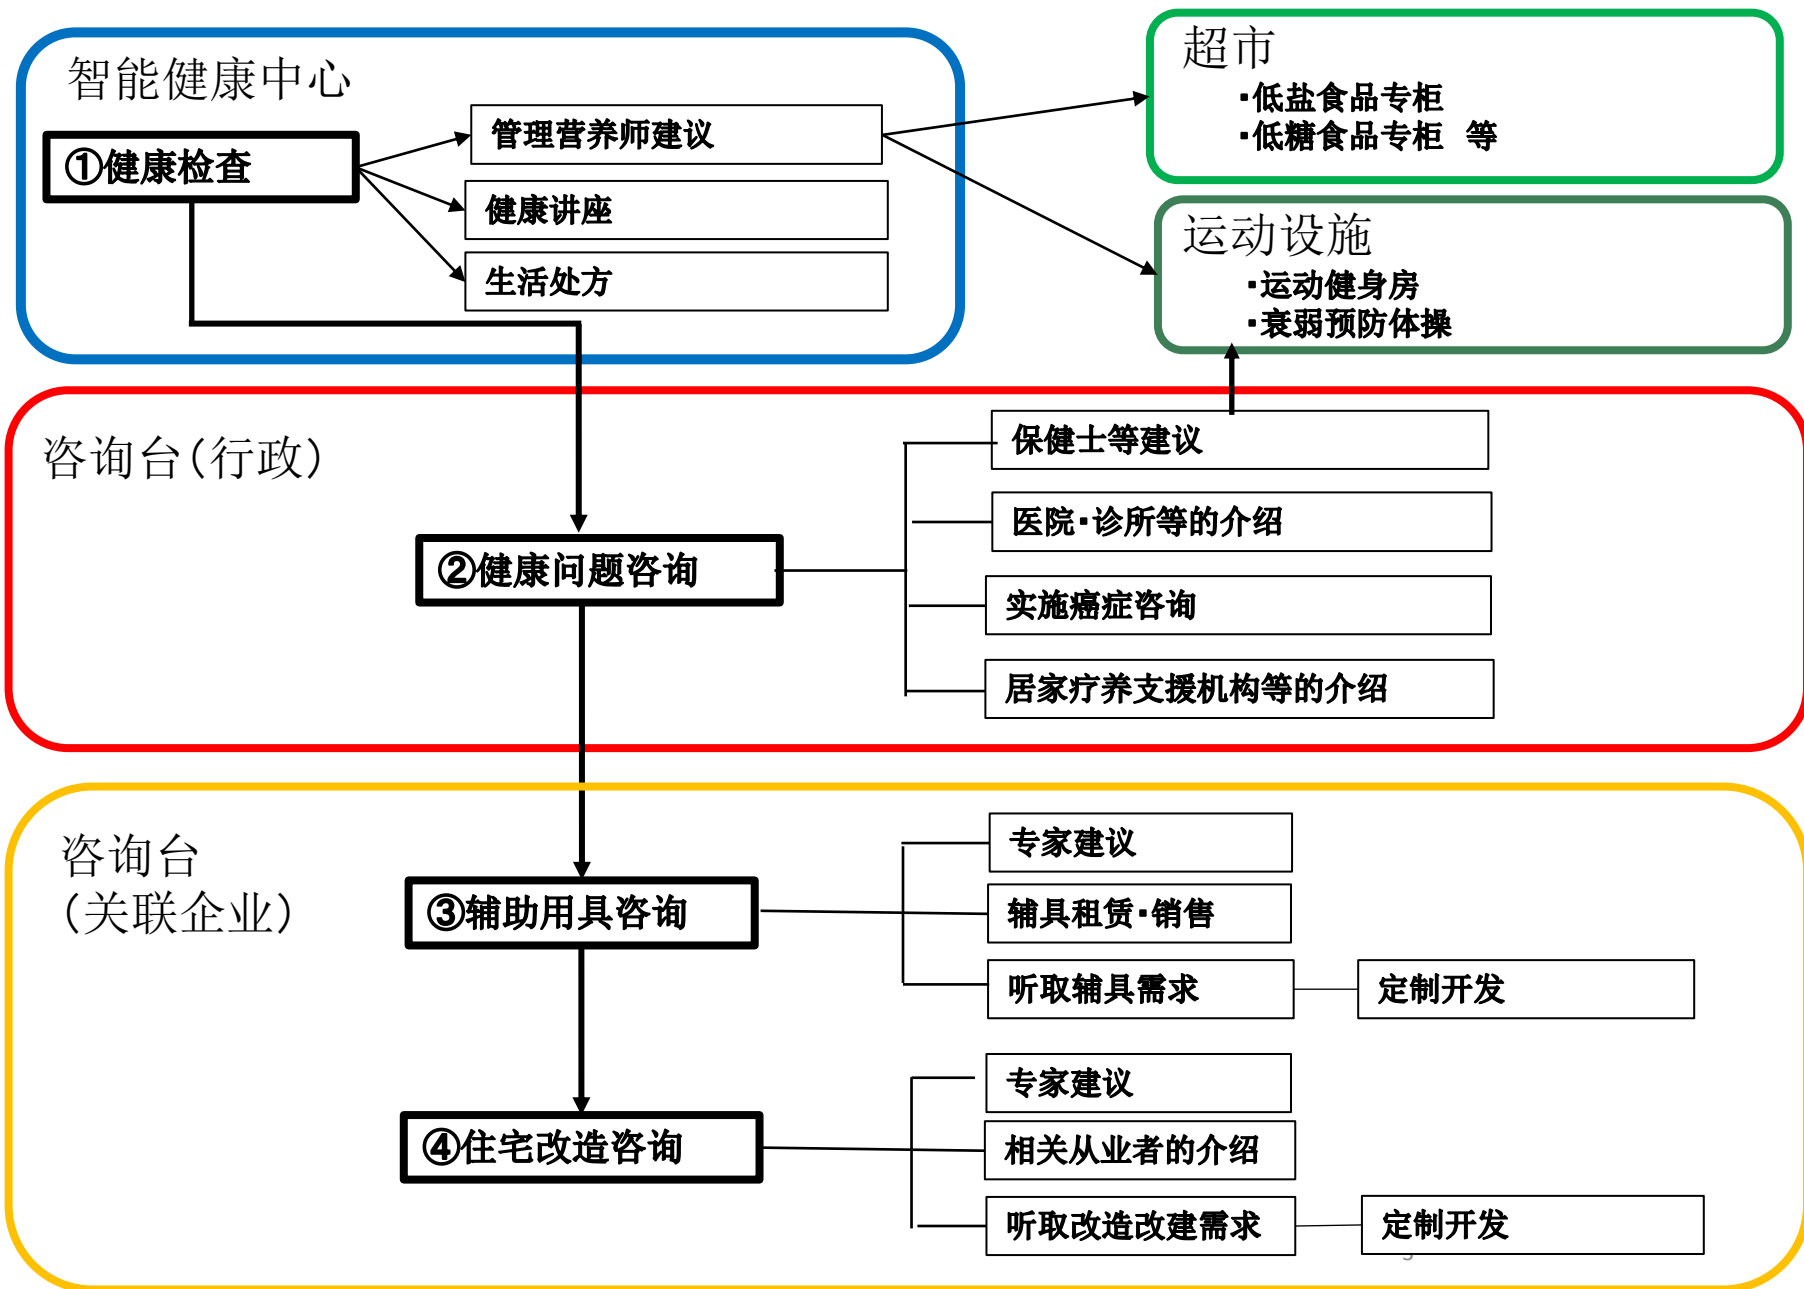 智能健康中心
①健康检查
管理营养师建议
健康讲座
生活处方
超市
▪低盐食品专柜
▪低糖食品专柜 等
运动设施
▪运动健身房
▪衰弱预防体操
咨询台(行政)
②健康问题咨询
保健士等建议
医院▪诊所等的介绍
实施癌症咨询
居家疗养支援机构等的介绍
咨询台
(关联企业)
③辅助用具咨询
专家建议
辅具租赁▪销售
听取辅具需求
定制开发
④住宅改造咨询
专家建议
相关从业者的介绍
听取改造改建需求
定制开发